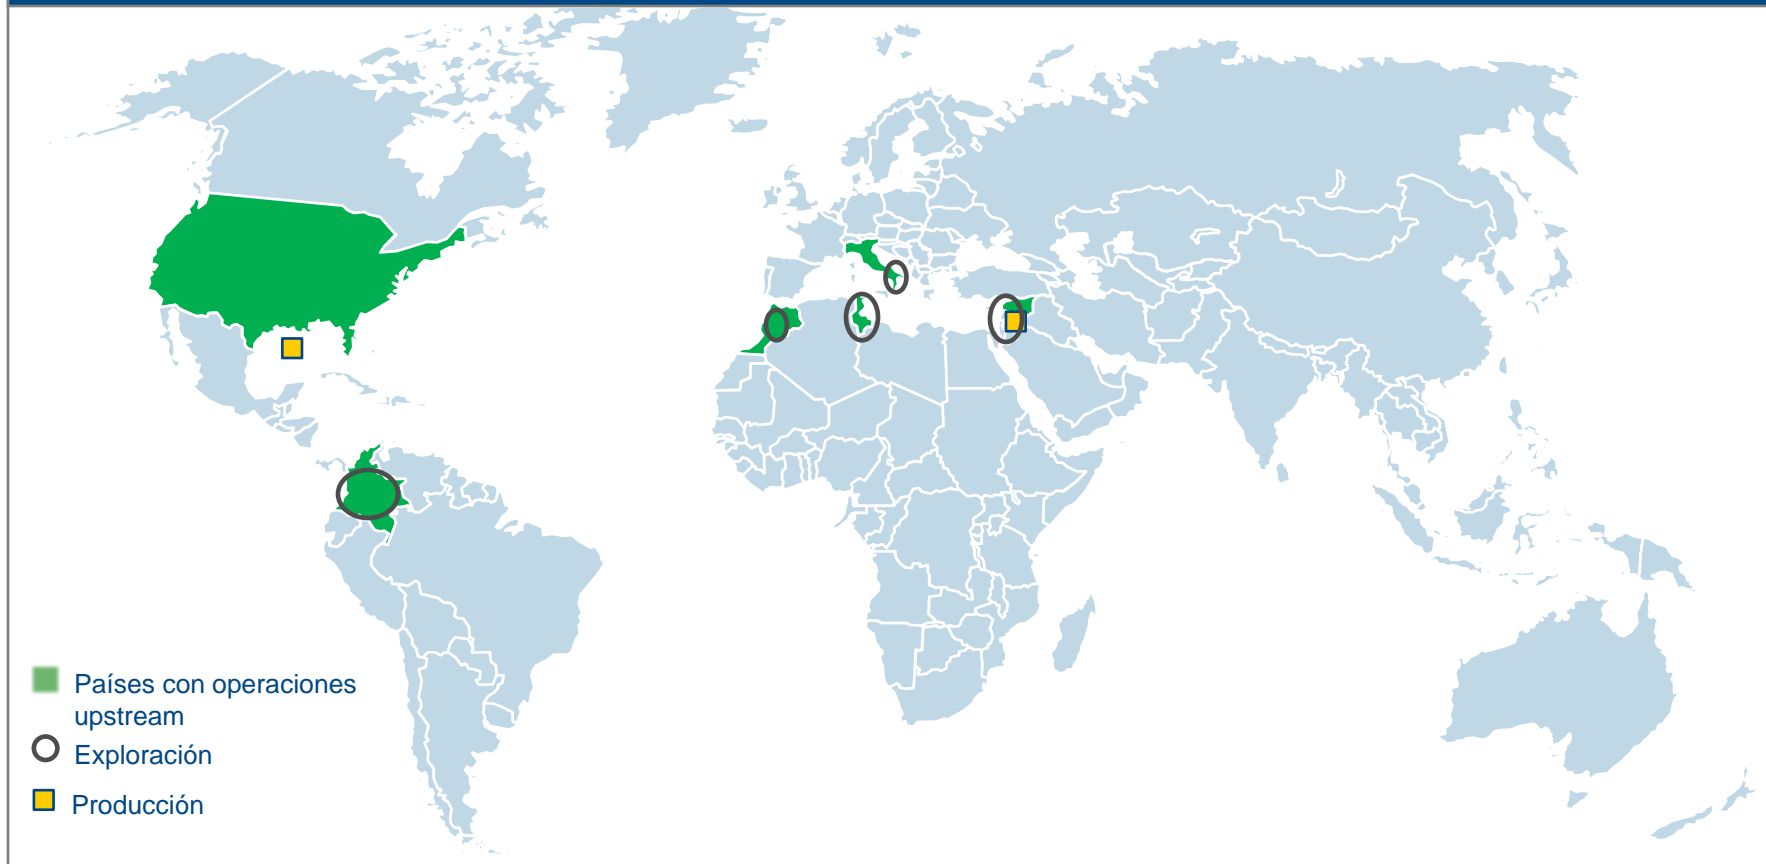 Países con operaciones
upstream
Exploración
Producción